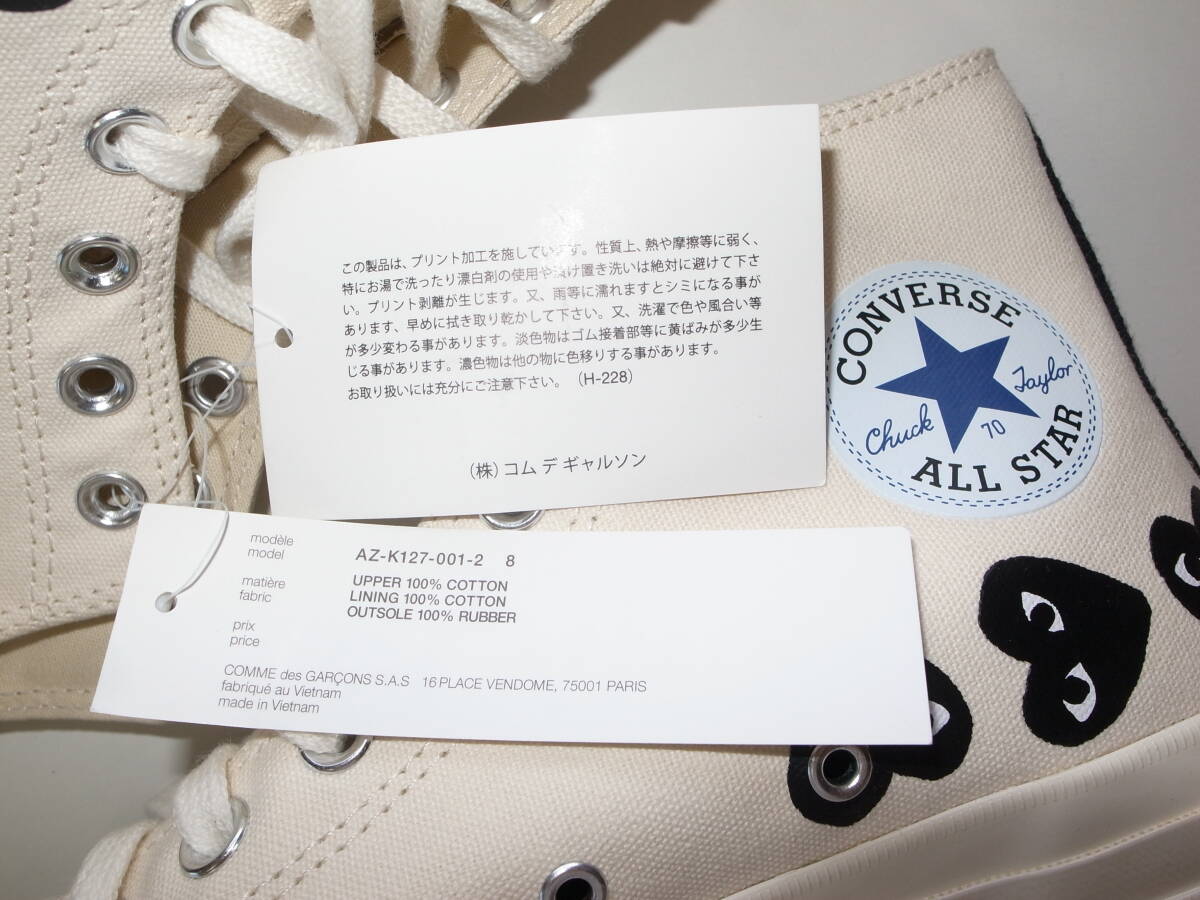 この製品は、プリント加工を施しています。性質上、熱や摩擦等に弱く、
特にお湯で洗ったり漂白剤の使用や漬け置き洗いは絶対に避けて下さ
い。プリント剥離が生じます。又、雨等に濡れますとシミになる事が
あります、早めに拭き取り乾かして下さい。又、洗濯で色や風合い等
が多少変わる事があります。淡色物はゴム接着部等に黄ばみが多少生
じる事があります。濃色物は他の物に色移りする事があります。
お取り扱いには充分にご注意下さい。（H-228）
（株）コム デ ギャルソン
CONVERSE
Chuck 70 Taylor
ALL STAR
modèle
model
AZ-K127-001-2 8
matière
fabric
UPPER 100% COTTON
LINING 100% COTTON
OUTSOLE 100% RUBBER
prix
price
COMME des GARÇONS S.A.S 16 PLACE VENDOME, 75001 PARIS
fabriqué au Vietnam
made in Vietnam